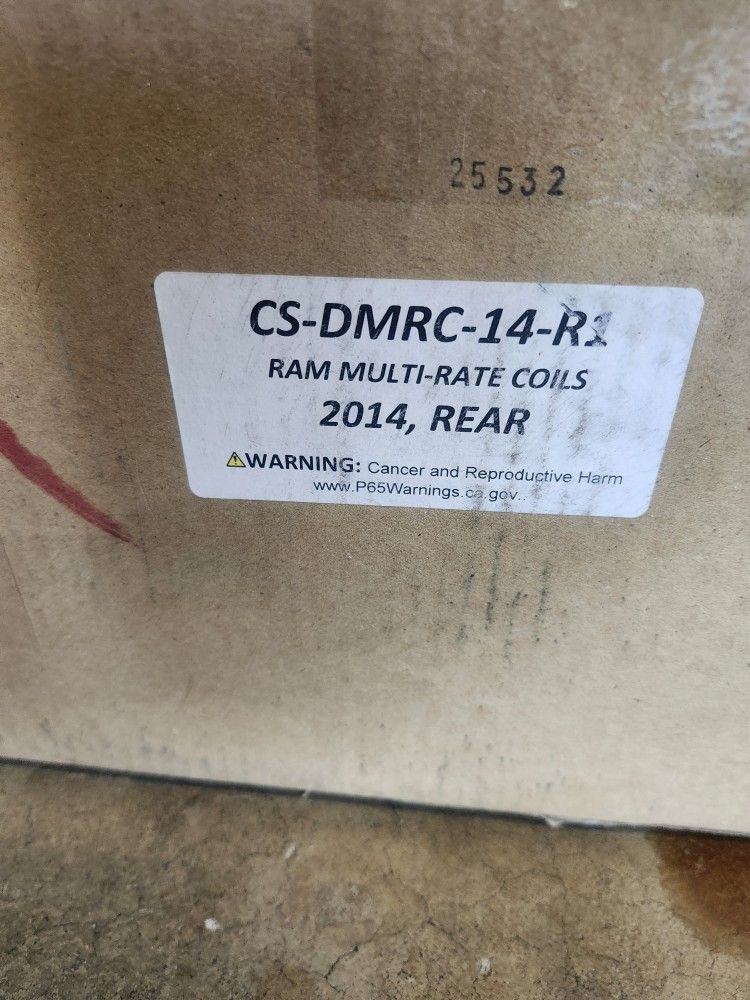 25532
CS-DMRC-14-R1
RAM MULTI-RATE COILS
2014, REAR
⚠WARNING: Cancer and Reproductive Harm
www.P65Warnings.ca.gov..